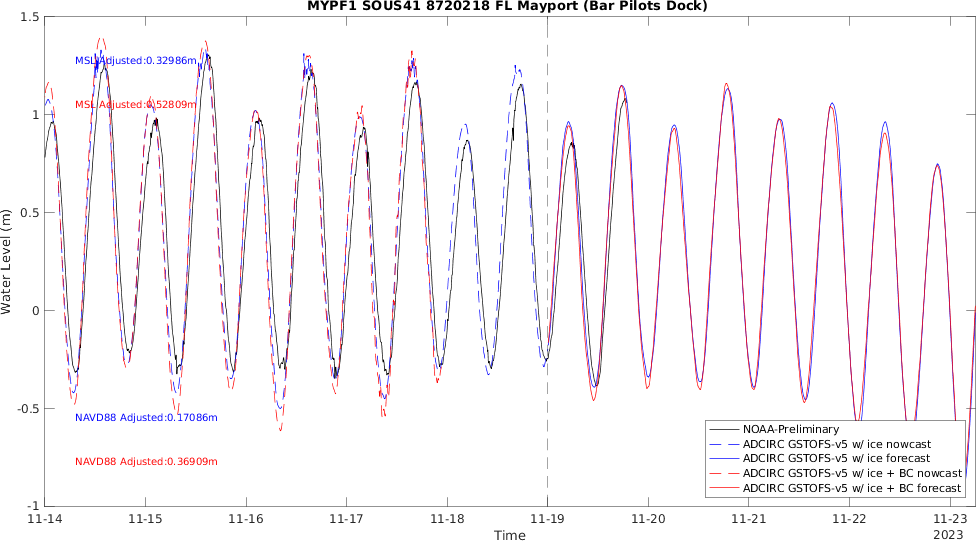 MYPF1 SOUS41 8720218 FL Mayport (Bar Pilots Dock)
1.5
1
0.5
0
-0.5
-1
Water Level (m)
MSL Adjusted:0.32986m
MSL Adjusted:0.52809m
NAVD88 Adjusted:0.17086m
NAVD88 Adjusted:0.36909m
NOAA-Preliminary
ADCIRC GSTOFS-v5 w/ ice nowcast
ADCIRC GSTOFS-v5 w/ ice forecast
ADCIRC GSTOFS-v5 w/ ice + BC nowcast
ADCIRC GSTOFS-v5 w/ ice + BC forecast
11-14 11-15 11-16 11-17 11-18 11-19 11-20 11-21 11-22 11-23
Time
2023